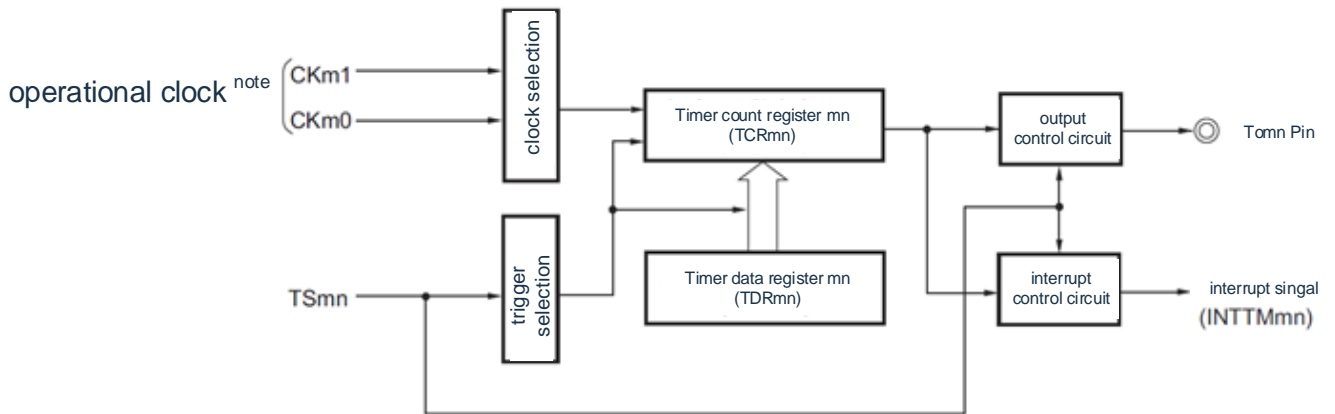 operational clock note
CKm1
CKm0
clock selection
Timer count register mn
(TCRmn)
output
control circuit
Tomn Pin
TSmn
trigger
selection
Timer data register mn
(TDRmn)
interrupt
control circuit
interrupt singal
(INTTMmn)